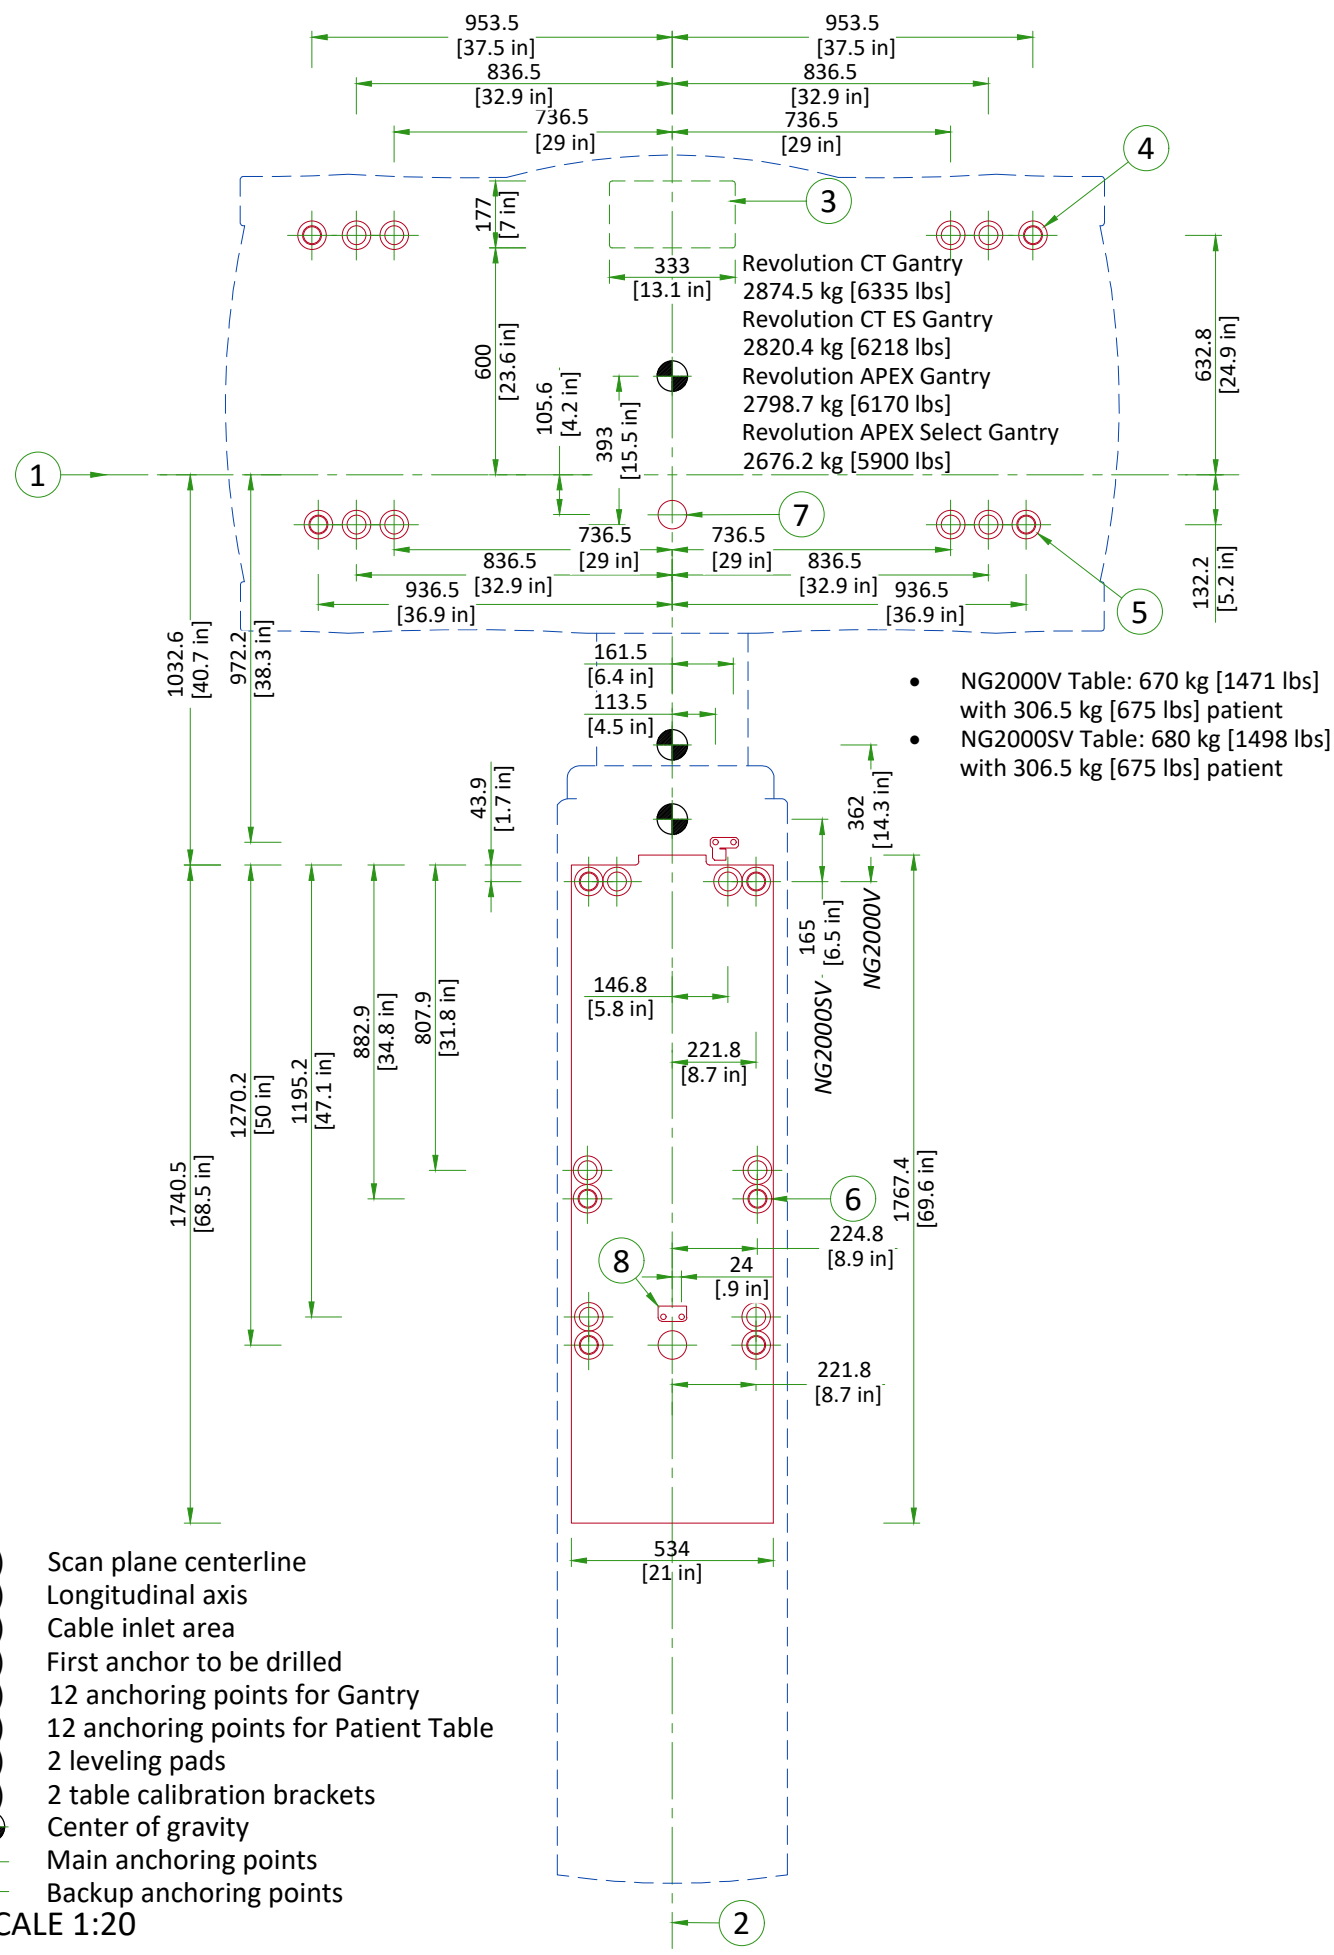 953.5
[37.5 in]
953.5
[37.5 in]
836.5
[32.9 in]
836.5
[32.9 in]
736.5
[29 in]
736.5
[29 in]
4
3
177
[7 in]
333
[13.1 in]
Revolution CT Gantry
2874.5 kg [6335 lbs]
Revolution CT ES Gantry
2820.4 kg [6218 lbs]
Revolution APEX Gantry
2798.7 kg [6170 lbs]
Revolution APEX Select Gantry
2676.2 kg [5900 lbs]
600
[23.6 in]
105.6
[4.2 in]
393
[15.5 in]
632.8
[24.9 in]
1
7
736.5
[29 in]
736.5
[29 in]
836.5
[32.9 in]
836.5
[32.9 in]
936.5
[36.9 in]
936.5
[36.9 in]
132.2
[5.2 in]
5
1032.6
[40.7 in]
972.2
[38.3 in]
161.5
[6.4 in]
113.5
[4.5 in]
• NG2000V Table: 670 kg [1471 lbs]
with 306.5 kg [675 lbs] patient
• NG2000SV Table: 680 kg [1498 lbs]
with 306.5 kg [675 lbs] patient
43.9
[1.7 in]
362
[14.3 in]
165
[6.5 in]
NG2000V
NG2000SV
146.8
[5.8 in]
221.8
[8.7 in]
882.9
[34.8 in]
807.9
[31.8 in]
1270.2
[50 in]
1195.2
[47.1 in]
1740.5
[68.5 in]
1767.4
[69.6 in]
6
224.8
[8.9 in]
8
24
[.9 in]
221.8
[8.7 in]
534
[21 in]
) Scan plane centerline
) Longitudinal axis
) Cable inlet area
) First anchor to be drilled
) 12 anchoring points for Gantry
) 12 anchoring points for Patient Table
) 2 leveling pads
) 2 table calibration brackets
Center of gravity
Main anchoring points
Backup anchoring points
CALE 1:20
2